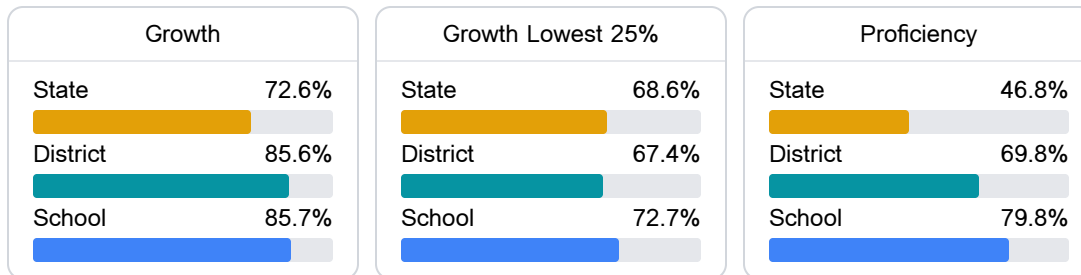 Growth
State 72.6%
District 85.6%
School 85.7%
Growth Lowest 25%
State 68.6%
District 67.4%
School 72.7%
Proficiency
State 46.8%
District 69.8%
School 79.8%